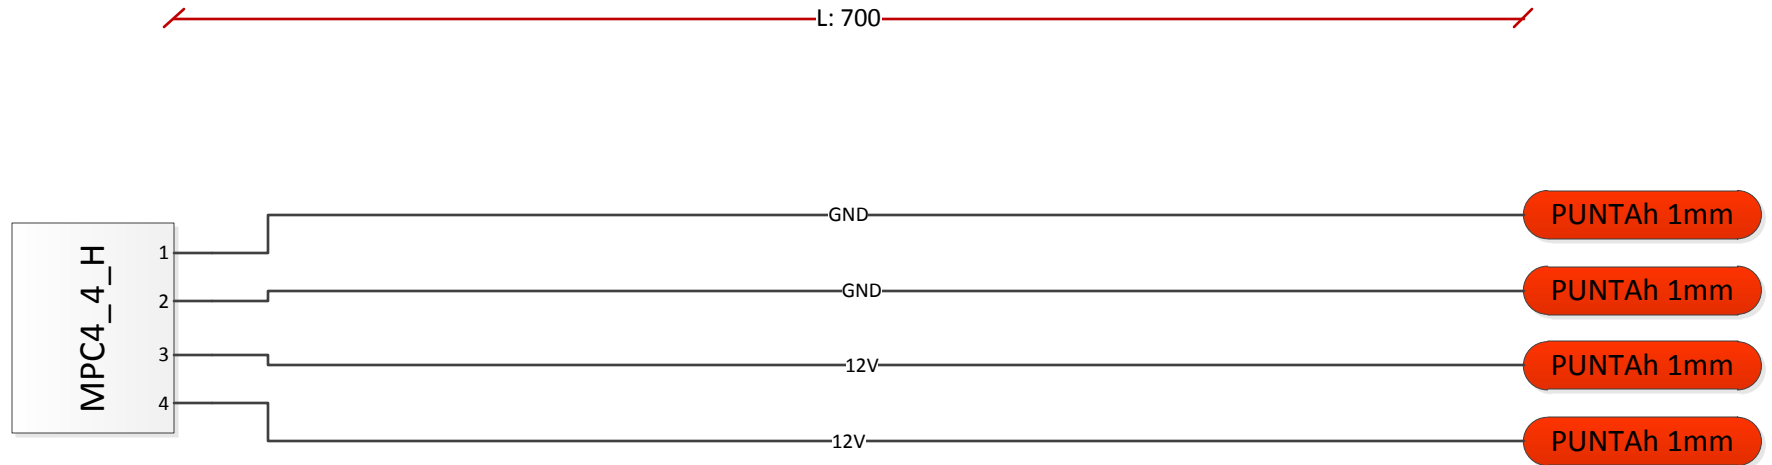 L: 700
MPC4_4_H
1
GND
PUNTAh 1mm
2
GND
PUNTAh 1mm
3
12V
PUNTAh 1mm
4
12V
PUNTAh 1mm